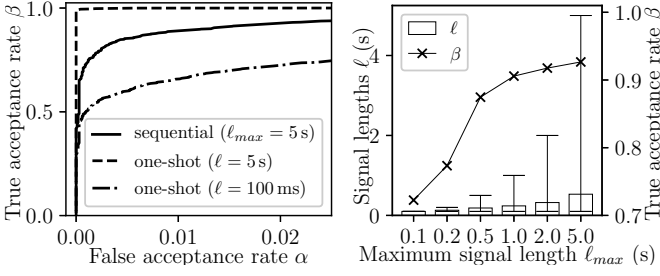 True acceptance rate β
1.0
0.5
0.0
sequential (ℓmax = 5 s)
one-shot (ℓ = 5 s)
one-shot (ℓ = 100 ms)
0.00
0.01
0.02
False acceptance rate α
Signal lengths ℓ (s)
4
2
0
ℓ
β
1.0
0.9
0.8
0.7
True acceptance rate β
0.1
0.2
0.5
1.0
2.0
5.0
Maximum signal length ℓmax (s)